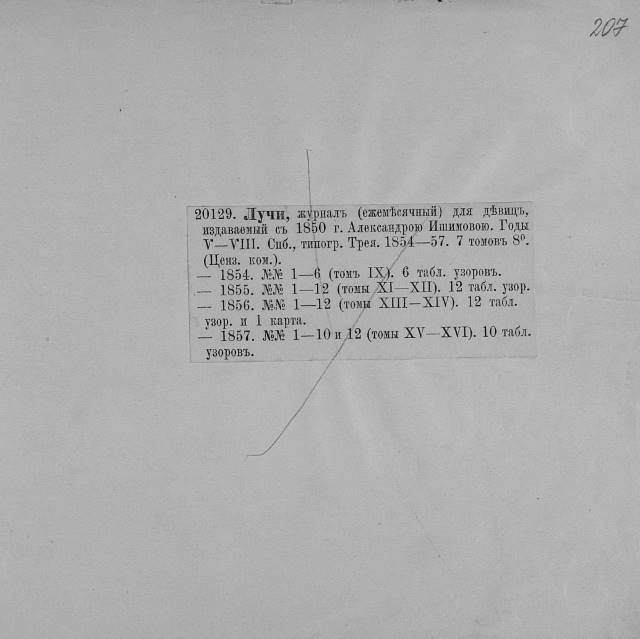 207
20129. Лучи, журналъ (ежемѣсячный) для дѣвицъ,
издаваемый съ 1850 г. Александрою Ишимовою. Годы
V—VIII. Спб., типогр. Трея. 1854—57. 7 томовъ 8º.
(Ценз. ком.).
— 1854. №№ 1—6 (томъ IX). 6 табл. узоровъ.
— 1855. №№ 1—12 (томы XI—XII). 12 табл. узор.
— 1856. №№ 1—12 (томы XIII—XIV). 12 табл.
узор. и 1 карта.
— 1857. №№ 1—10 и 12 (томы XV—XVI). 10 табл.
узоровъ.